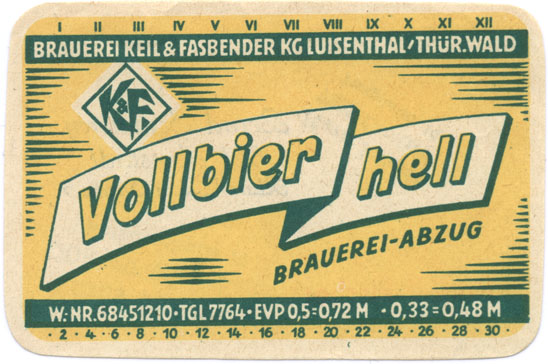 I II III IV V VI VII VIII IX X XI XII
BRAUEREI KEIL & FASBENDER KG LUISENTHAL/THÜR.WALD
K&F.
Vollbier hell
BRAUEREI-ABZUG
W.-NR.68451210·TGL 7764·EVP 0,5=0,72 M ·0,33=0,48 M
·2·4·6·8·10·12·14·16·18·20·22·24·26·28·30·